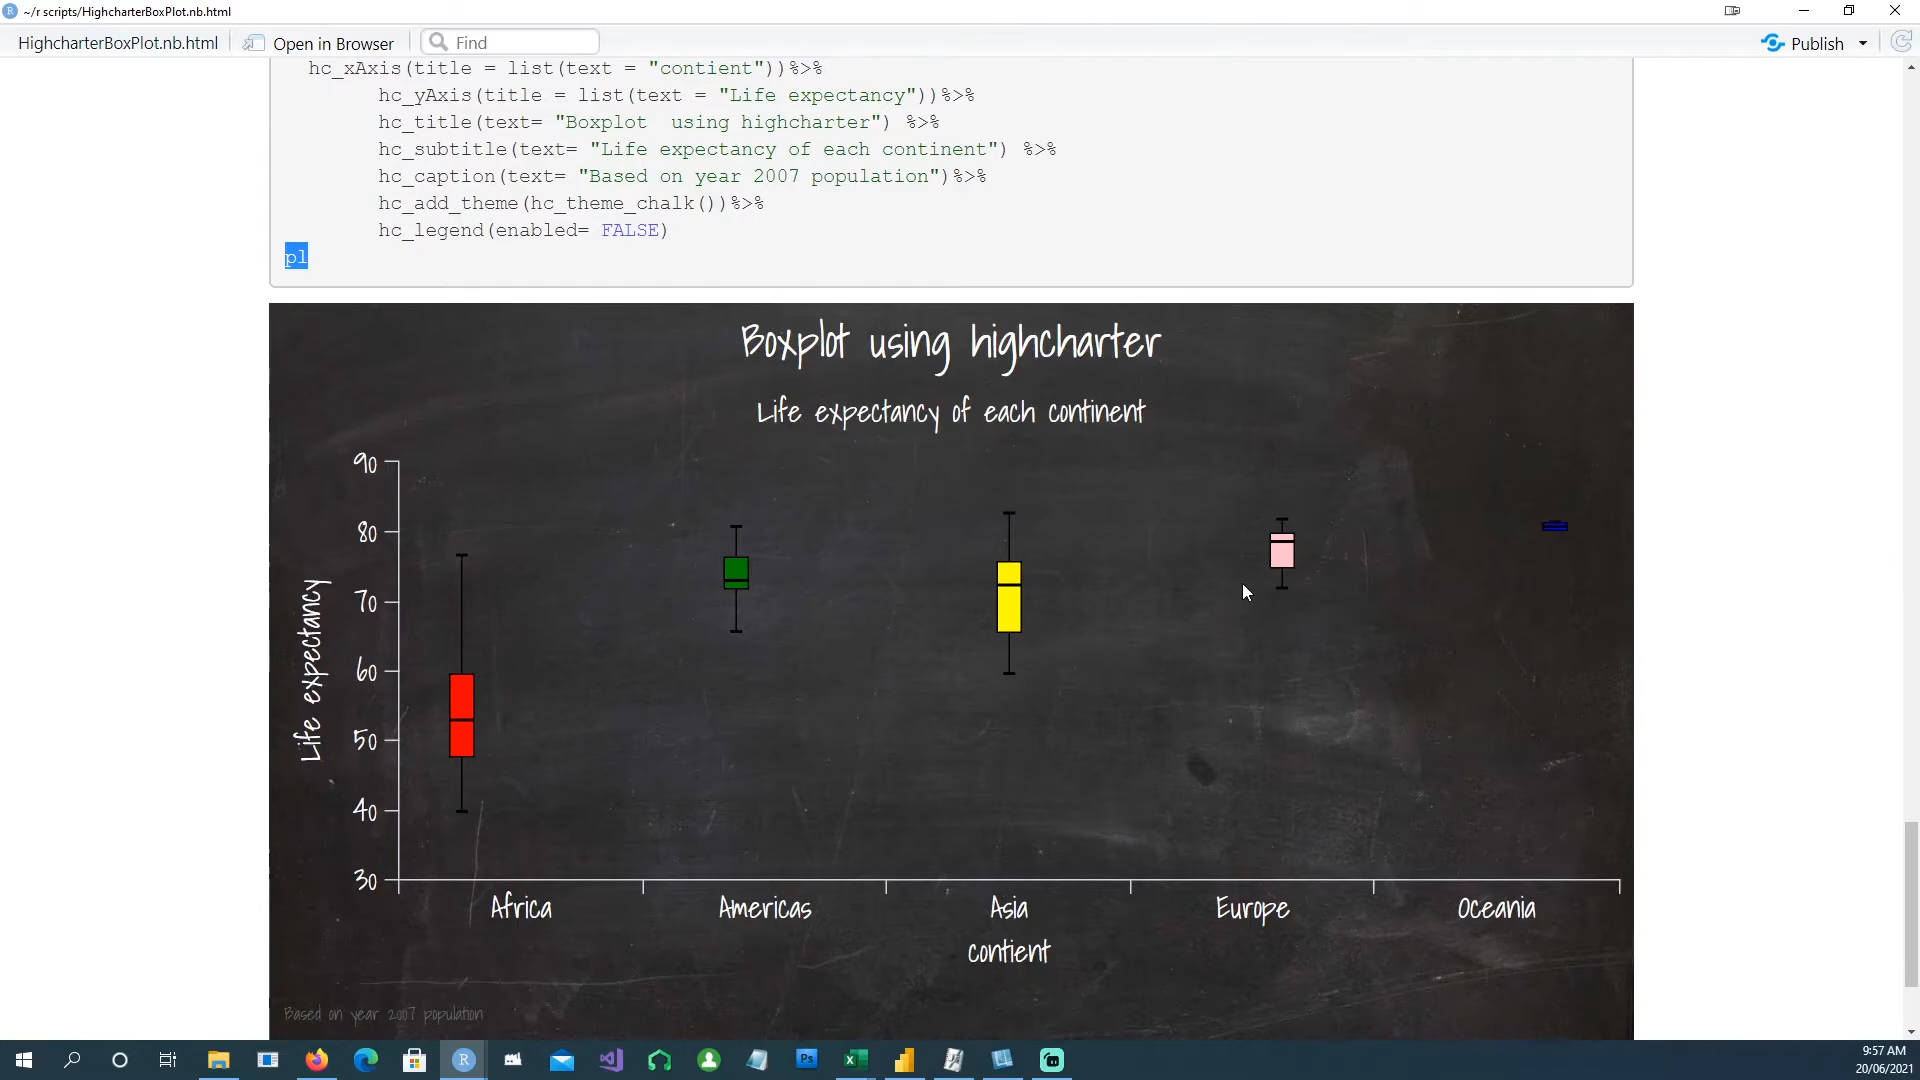 ~/r scripts/HighcharterBoxPlot.nb.html
HighcharterBoxPlot.nb.html
Open in Browser
Find
Publish
hc_xAxis(title = list(text = "contient"))%>%
hc_yAxis(title = list(text = "Life expectancy"))%>%
hc_title(text= "Boxplot  using highcharter") %>%
hc_subtitle(text= "Life expectancy of each continent") %>%
hc_caption(text= "Based on year 2007 population")%>%
hc_add_theme(hc_theme_chalk())%>%
hc_legend(enabled= FALSE)
pl
Boxplot using highcharter
Life expectancy of each continent
90
80
70
60
50
40
30
Life expectancy
Africa
Americas
Asia
Europe
Oceania
contient
Based on year 2007 population
9:57 AM
20/06/2021